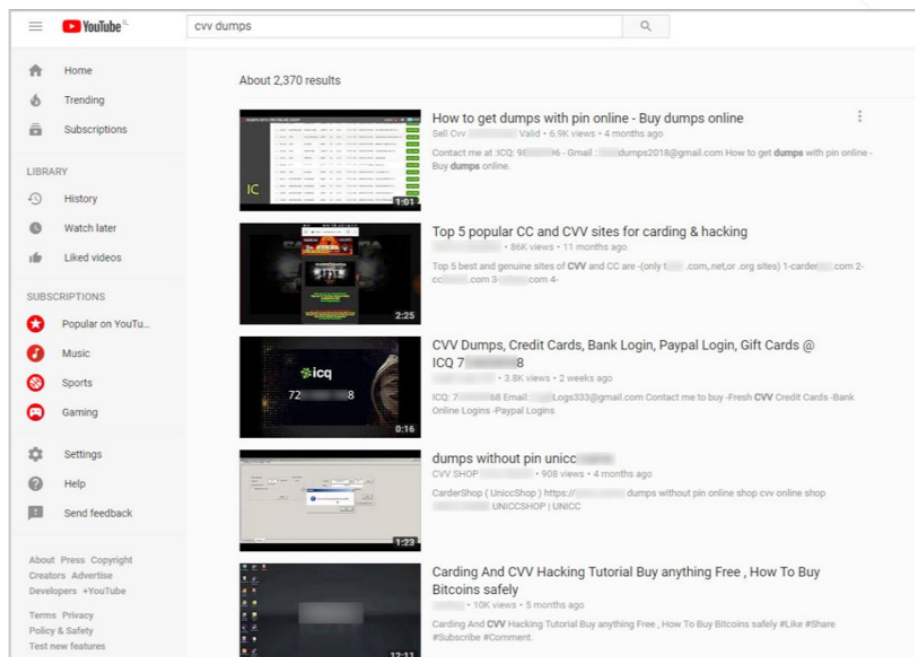 YouTube IL
cvv dumps
Home
Trending
Subscriptions
LIBRARY
History
Watch later
Liked videos
SUBSCRIPTIONS
Popular on YouTu...
Music
Sports
Gaming
Settings
Help
Send feedback
About Press Copyright
Creators Advertise
Developers +YouTube
Terms Privacy
Policy & Safety
Test new features
About 2,370 results
IC
1:01
How to get dumps with pin online - Buy dumps online
Sell Cvv Valid • 6.9K views • 4 months ago
Contact me at :ICQ: 98 96 - Gmail : dumps2018@gmail.com How to get dumps with pin online -
Buy dumps online.
2:25
Top 5 popular CC and CVV sites for carding & hacking
• 86K views • 11 months ago
Top 5 best and genuine sites of CVV and CC are -(only t .com,.net,or .org sites) 1-carder .com 2-
cc .com 3- com 4-
icq
72 8
0:16
CVV Dumps, Credit Cards, Bank Login, Paypal Login, Gift Cards @
ICQ 7 8
• 3.8K views • 2 weeks ago
ICQ: 7 68 Email: Logs333@gmail.com Contact me to buy -Fresh CVV Credit Cards -Bank
Online Logins -Paypal Logins
1:23
dumps without pin unicc
CVV SHOP • 908 views • 4 months ago
CarderShop ( UniccShop ) https:// dumps without pin online shop cvv online shop
UNICCSHOP | UNICC
12:11
Carding And CVV Hacking Tutorial Buy anything Free , How To Buy
Bitcoins safely
• 10K views • 5 months ago
Carding And CVV Hacking Tutorial Buy anything Free , How To Buy Bitcoins safely #Like #Share
#Subscribe #Comment.